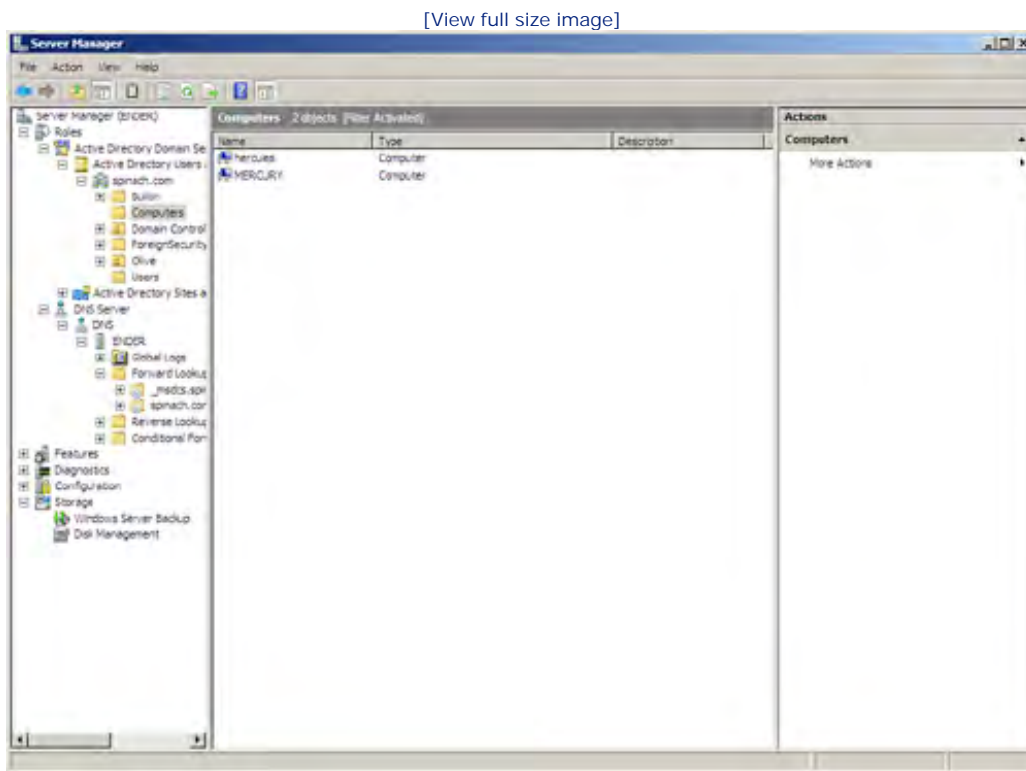 [View full size image]
Server Manager
File Action View Help
Server Manager (ENDER)
Roles
Active Directory Domain Se
Active Directory Users
spinach.com
Builtin
Computers
Domain Control
ForeignSecurity
Olive
Users
Active Directory Sites a
DNS Server
DNS
ENDER
Global Logs
Forward Lookup
_msdcs.spi
spinach.cor
Reverse Lookup
Conditional For
Features
Diagnostics
Configuration
Storage
Windows Server Backup
Disk Management
Computers 2 objects [Filter Activated]
Name Type Description
hercules Computer
MERCURY Computer
Actions
Computers
More Actions